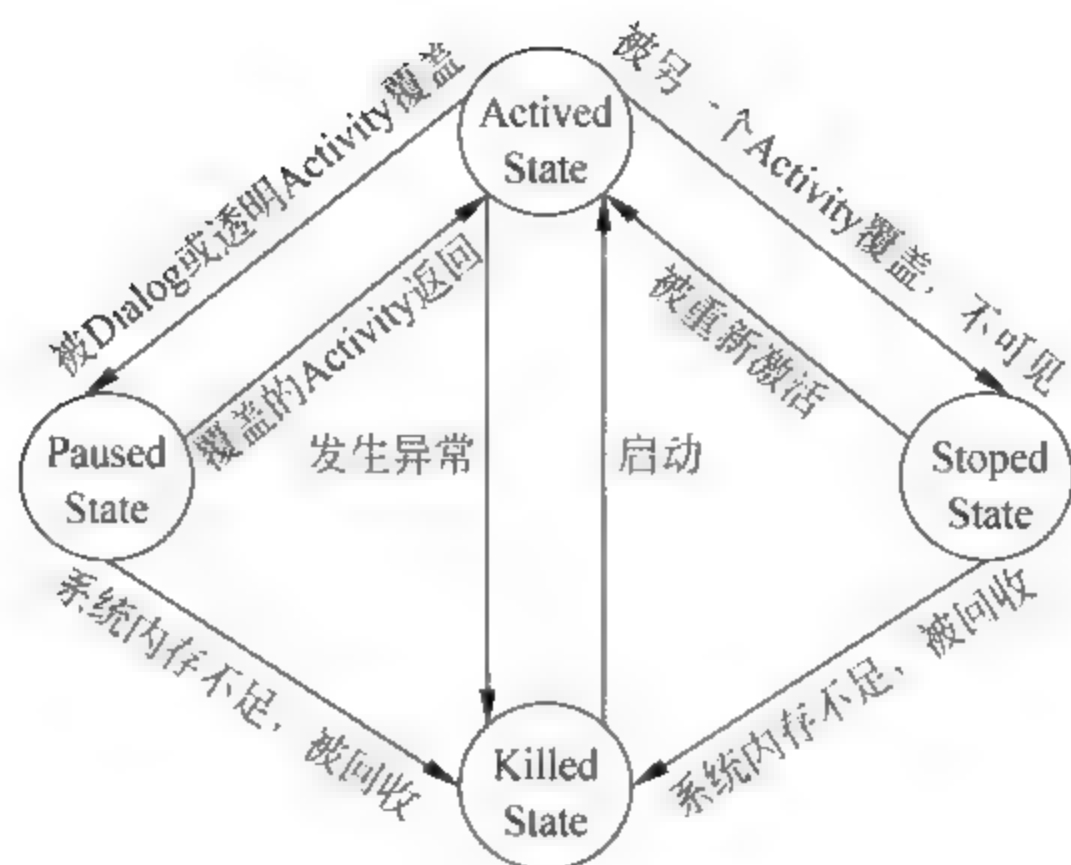 被Dialog或透明Activity覆盖
被另一个Activity覆盖，不可见
Actived
State
覆盖的Activity返回
被重新激活
Paused
State
发生异常
启动
Stoped
State
系统内存不足，被回收
系统内存不足，被回收
Killed
State